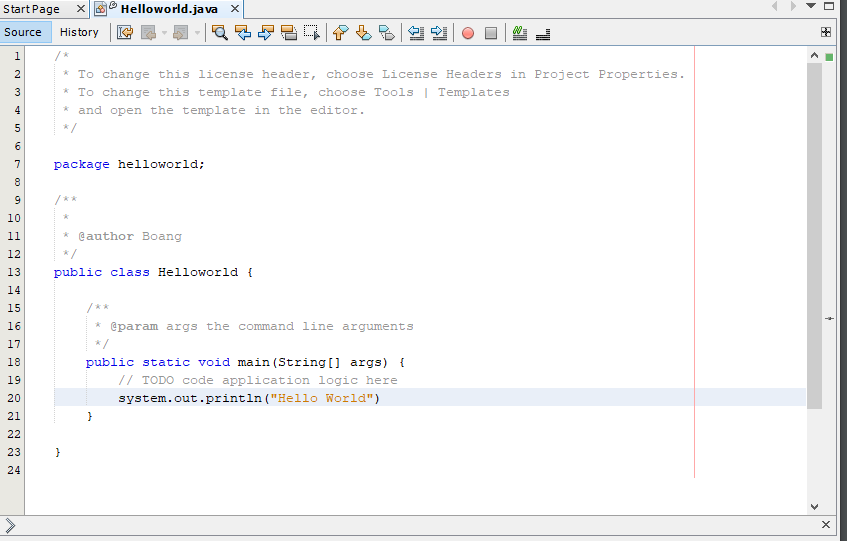 Start Page
Helloworld.java
Source History
1 /*
2 * To change this license header, choose License Headers in Project Properties.
3 * To change this template file, choose Tools | Templates
4 * and open the template in the editor.
5 */
6
7 package helloworld;
8
9 /**
10 *
11 * @author Boang
12 */
13 public class Helloworld {
14
15 /**
16 * @param args the command line arguments
17 */
18 public static void main(String[] args) {
19 // TODO code application logic here
20 system.out.println("Hello World")
21 }
22
23 }
24